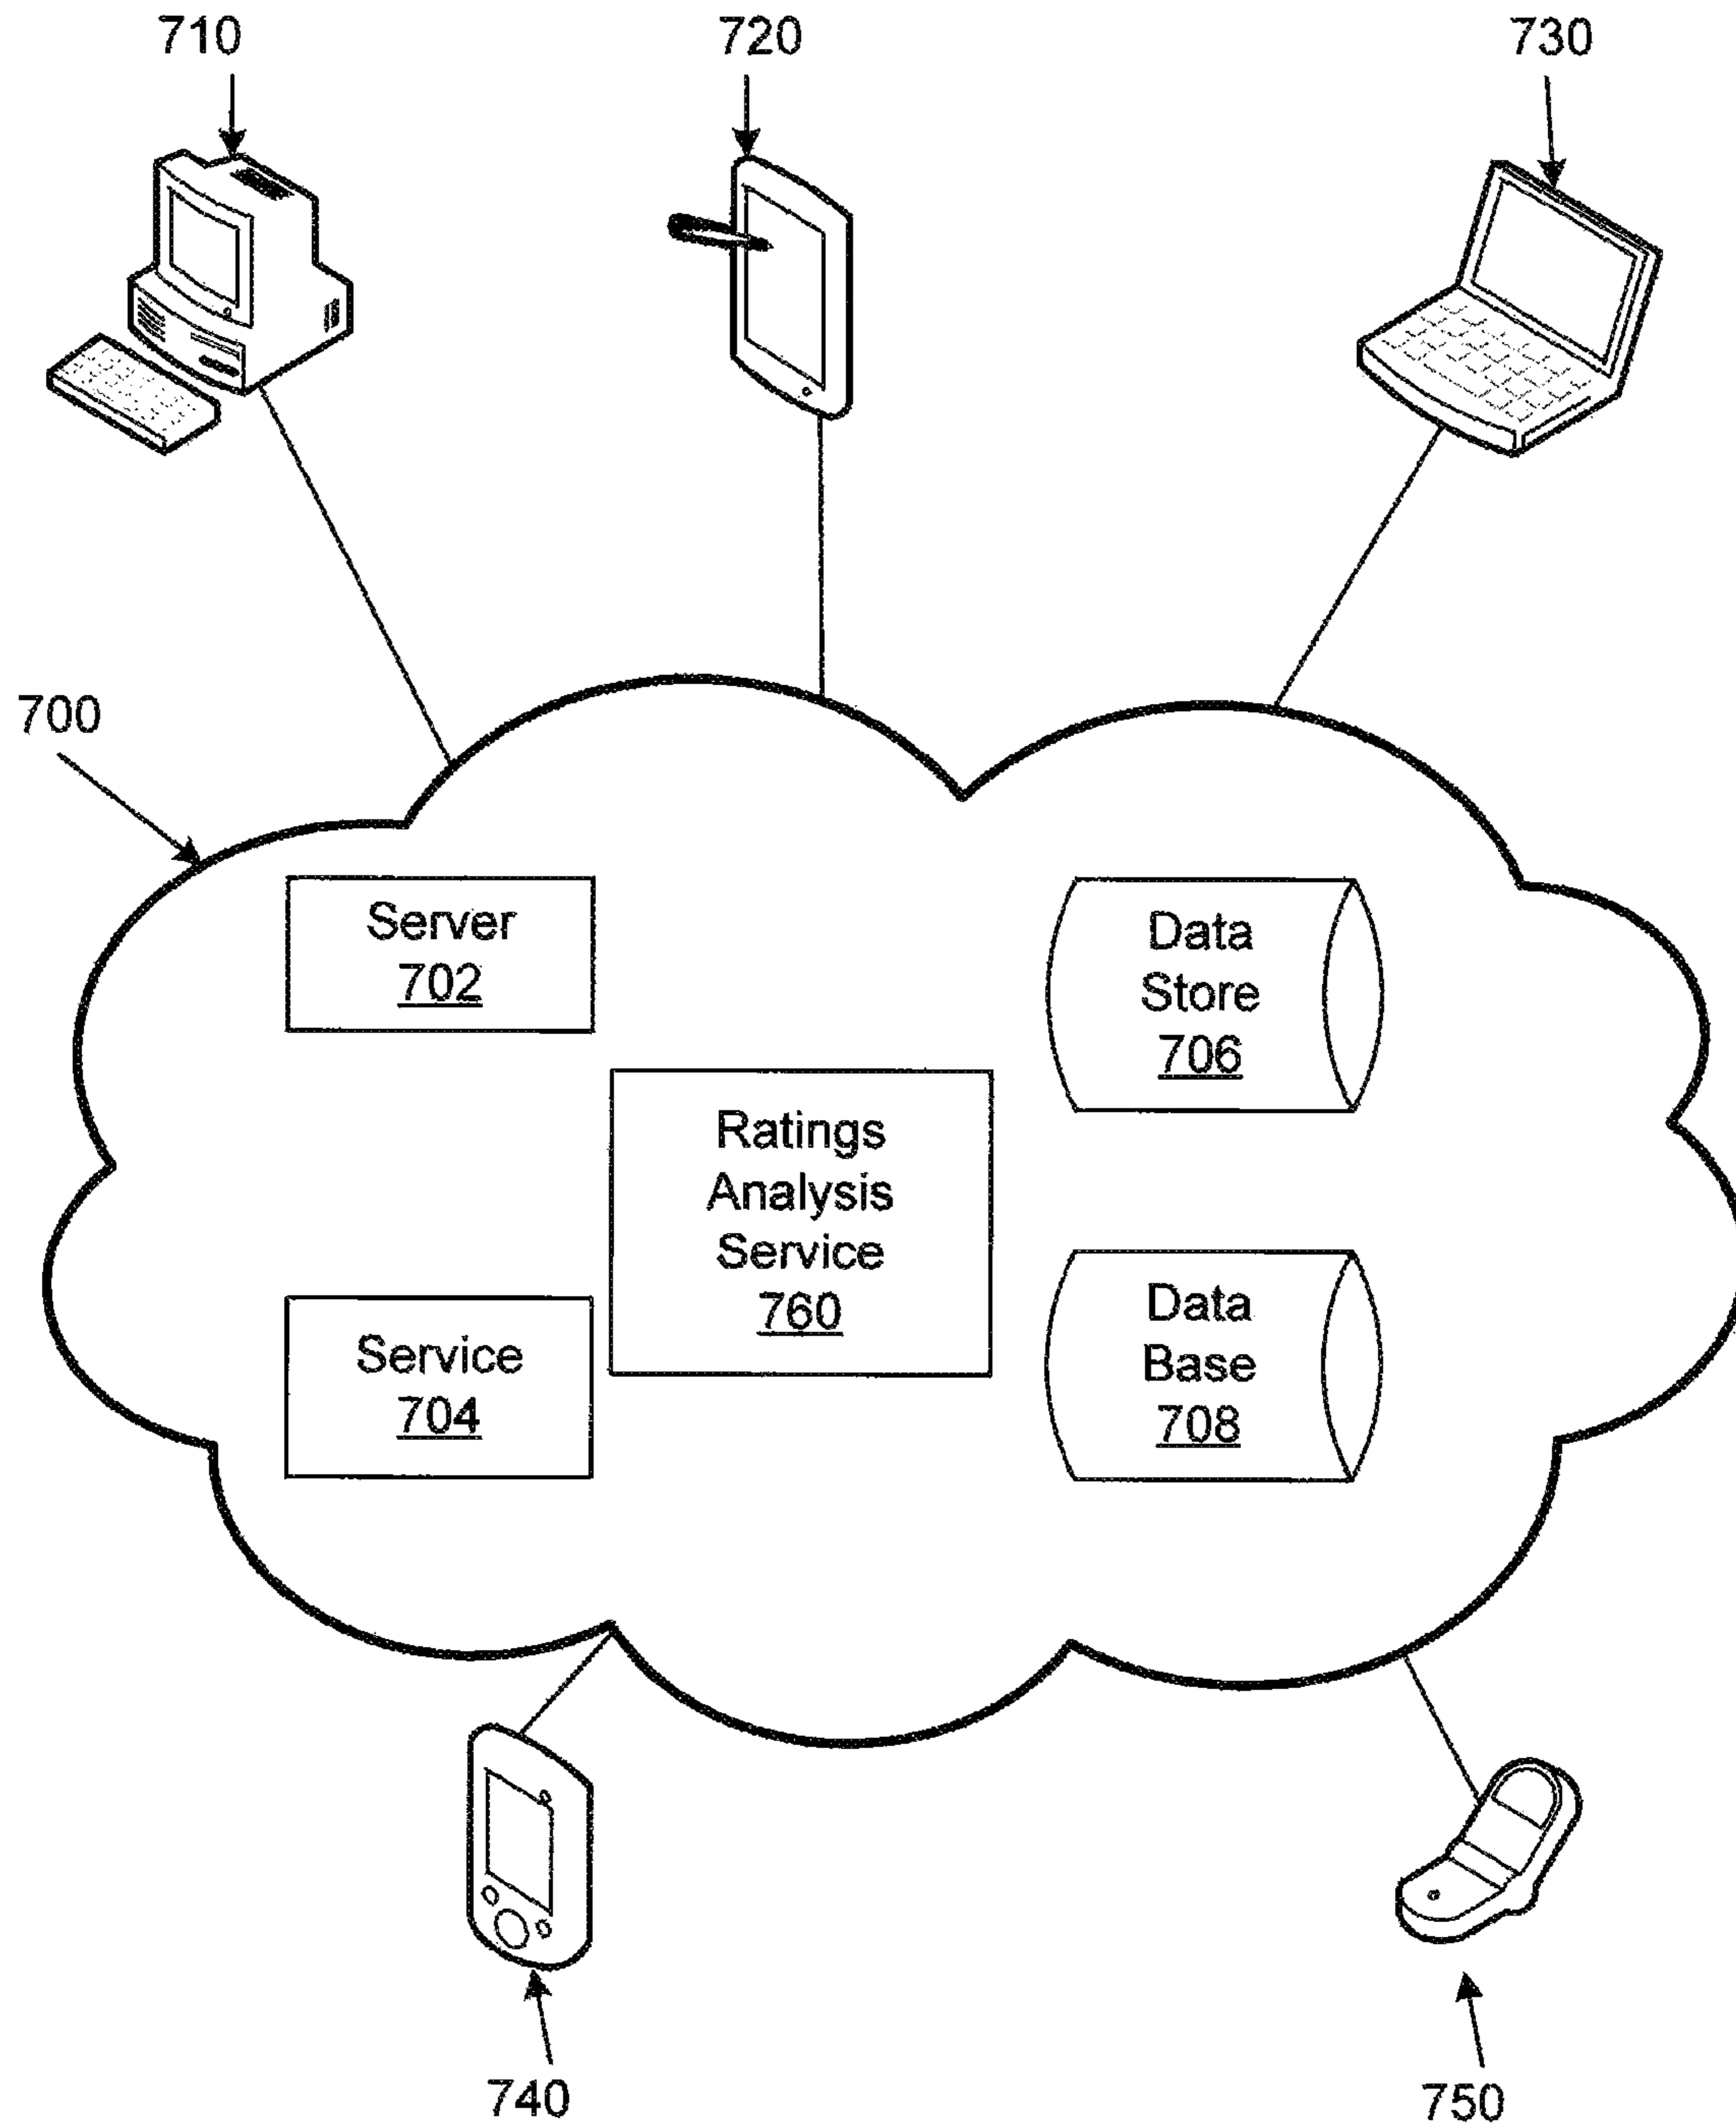 710
720
730
700
Server
702
Data
Store
706
Ratings
Analysis
Service
760
Service
704
Data
Base
708
740
750